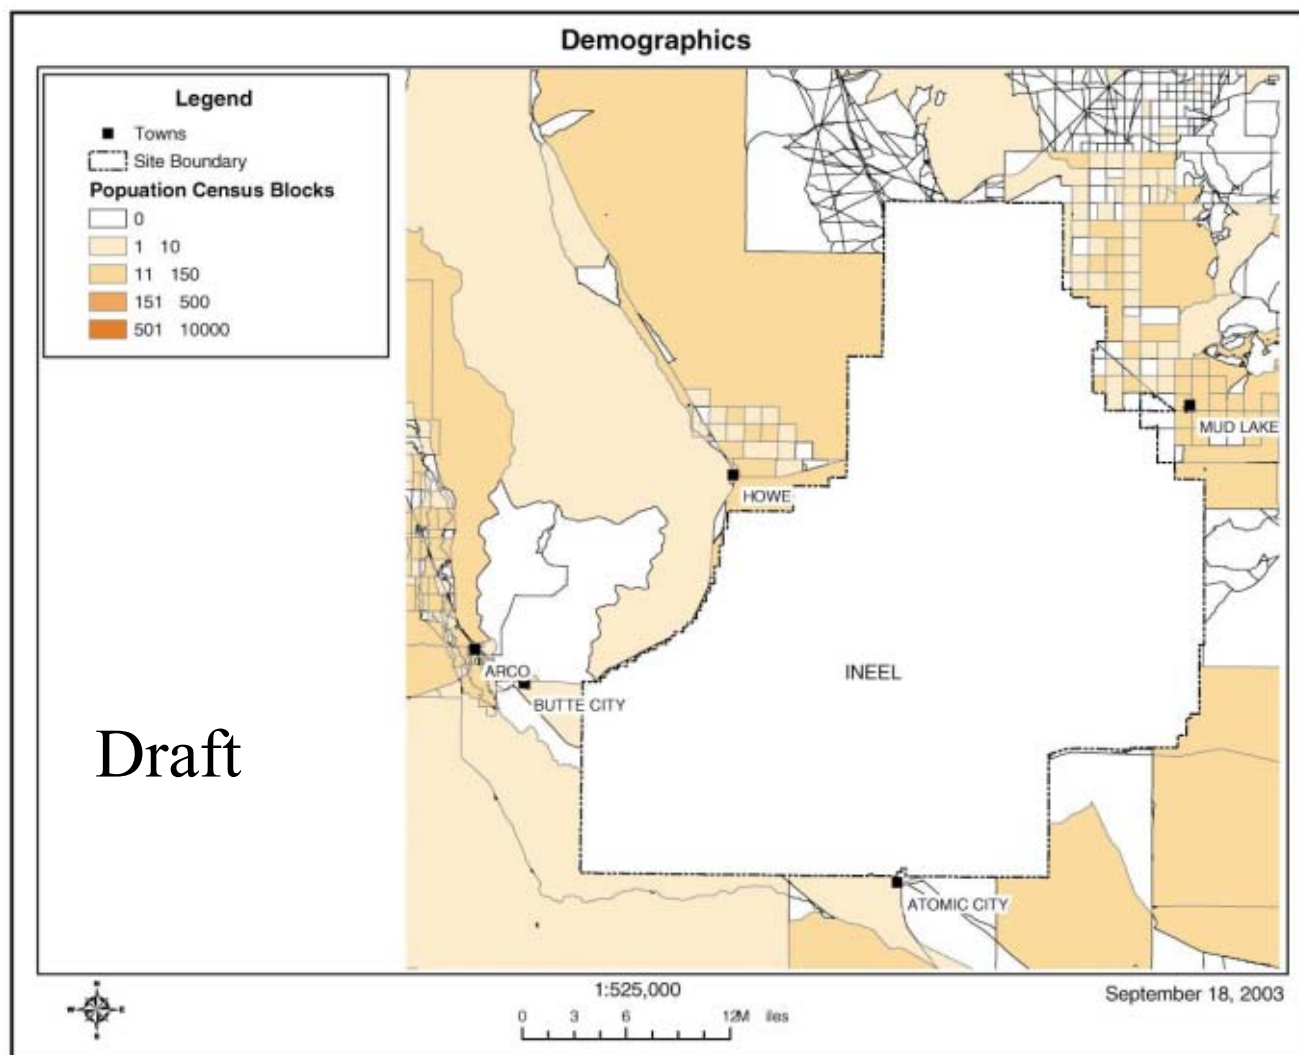 Demographics
Legend
Towns
Site Boundary
Popuation Census Blocks
0
1 10
11 150
151 500
501 10000
MUD LAKE
HOWE
ARCO
INEEL
BUTTE CITY
Draft
ATOMIC CITY
N
W E
S
1:525,000
September 18, 2003
0 3 6 12M iles